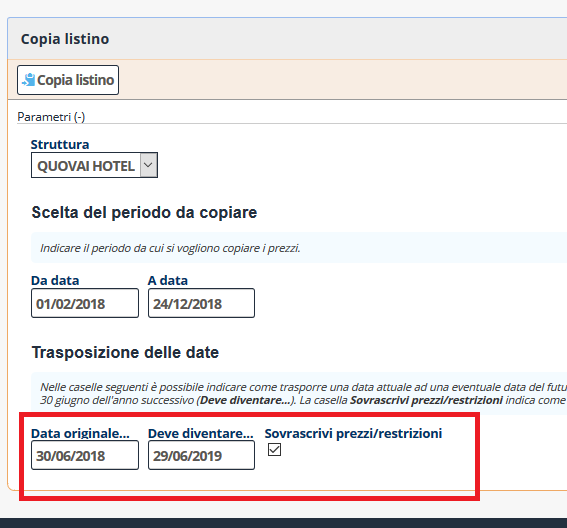 Copia listino
Copia listino
Parametri (-)
Struttura
QUOVAI HOTEL
Scelta del periodo da copiare
Indicare il periodo da cui si vogliono copiare i prezzi.
Da data A data
01/02/2018 24/12/2018
Trasposizione delle date
Nelle caselle seguenti è possibile indicare come trasporre una data attuale ad una eventuale data del futu
30 giugno dell'anno successivo (Deve diventare...). La casella Sovrascrivi prezzi/restrizioni indica come
Data originale... Deve diventare... Sovrascrivi prezzi/restrizioni
30/06/2018 29/06/2019